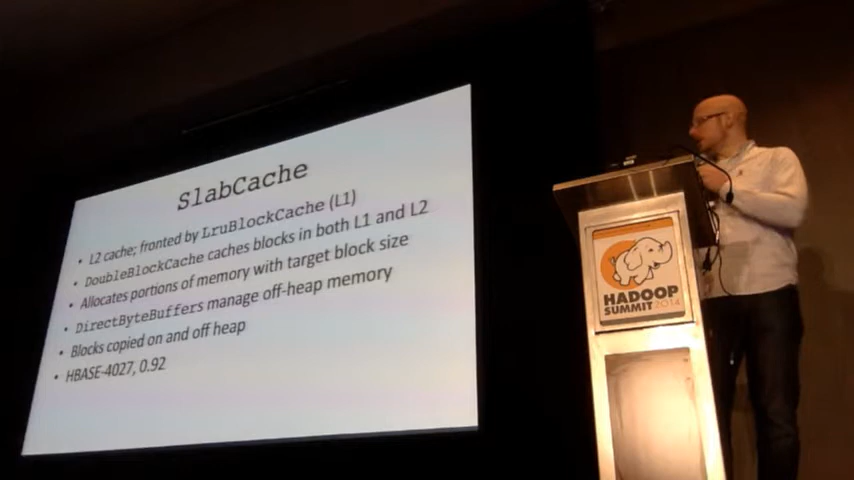 SlabCache
• L2 cache; fronted by LruBlockCache (L1)
• DoubleBlockCache caches blocks in both L1 and L2
• Allocates portions of memory with target block size
• DirectByteBuffers manage off-heap memory
• Blocks copied on and off heap
• HBASE-4027, 0.92
HADOOP
SUMMIT 2014